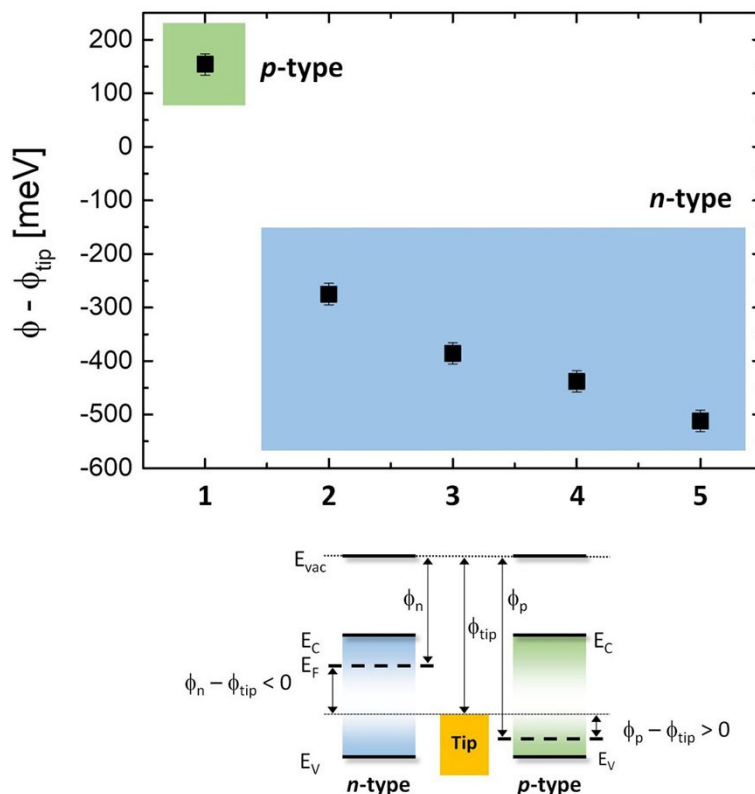 200
p-type
100
0
-100
n-type
-200
-300
-400
-500
-600
ϕ - ϕtip [meV]
1 2 3 4 5
Evac
ϕn ϕp
ϕtip
EC EC
EF
ϕn – ϕtip < 0
Tip ϕp – ϕtip > 0
EV EV
n-type p-type